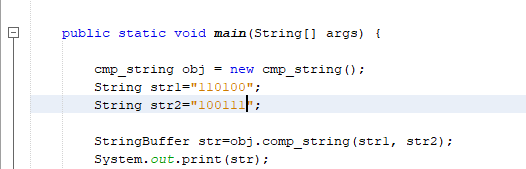 public static void main(String[] args) {
cmp_string obj = new cmp_string();
String str1="110100";
String str2="100111";
StringBuffer str=obj.comp_string(str1, str2);
System.out.print(str);